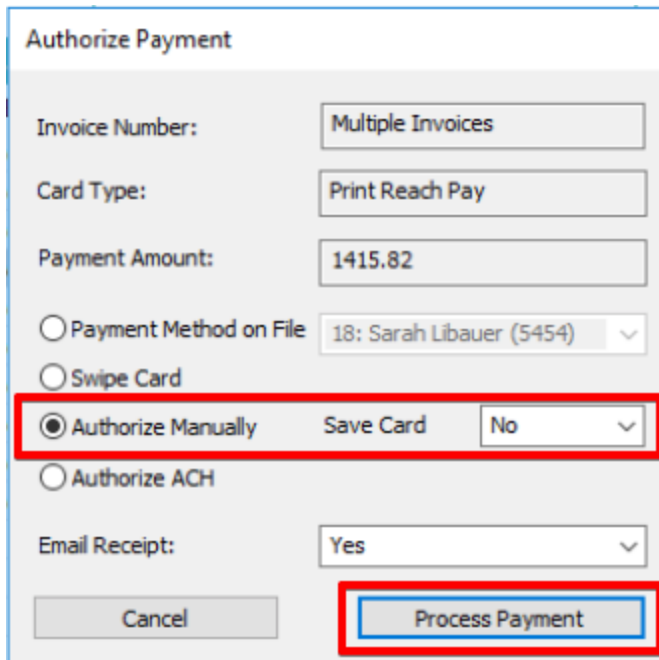 Authorize Payment
Invoice Number: Multiple Invoices
Card Type: Print Reach Pay
Payment Amount: 1415.82
Payment Method on File 18: Sarah Libauer (5454)
Swipe Card
Authorize Manually Save Card No
Authorize ACH
Email Receipt: Yes
Cancel Process Payment